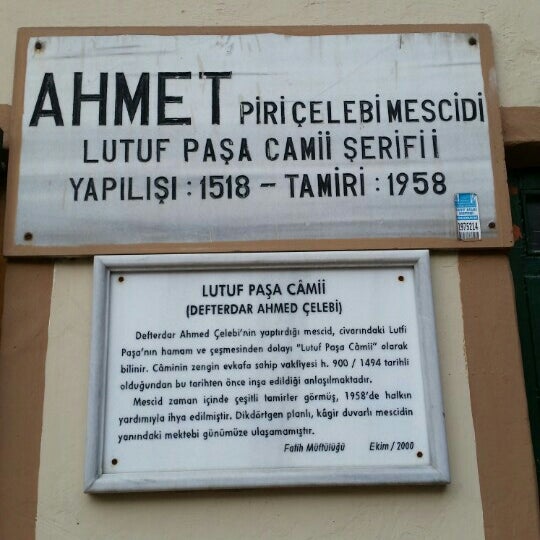 AHMET PİRİ ÇELEBİ MESCİDİ
LUTUF PAŞA CAMİİ ŞERİFİİ
YAPILIŞI : 1518 – TAMİRİ : 1958
1975214
LUTUF PAŞA CÂMİİ
(DEFTERDAR AHMED ÇELEBİ)
Defterdar Ahmed Çelebi'nin yaptırdığı mescid, civarındaki Lutfi
Paşa'nın hamam ve çeşmesinden dolayı "Lutuf Paşa Câmii" olarak
bilinir. Câminin zengin evkafa sahip vakfiyesi h. 900 / 1494 tarihli
olduğundan bu tarihten önce inşa edildiği anlaşılmaktadır.
Mescid zaman içinde çeşitli tamirler görmüş, 1958'de halkın
yardımıyla ihya edilmiştir. Dikdörtgen planlı, kâgir duvarlı mescidin
yanındaki mektebi günümüze ulaşamamıştır.
Fatih Müftülüğü Ekim / 2000